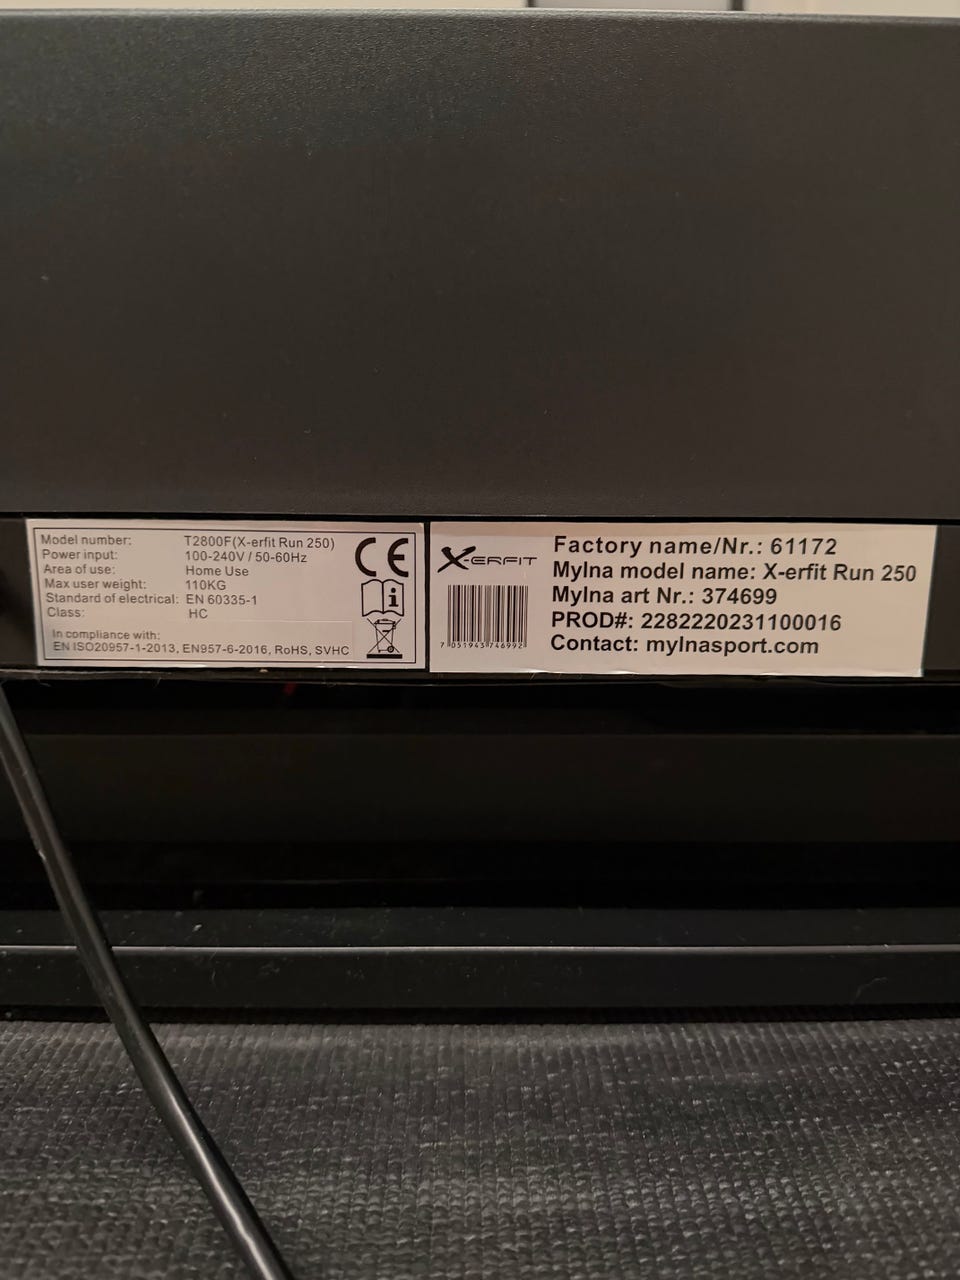 Model number: T2800F(X-erfit Run 250)
Power input: 100-240V / 50-60Hz
Area of use: Home Use
Max user weight: 110KG
Standard of electrical: EN 60335-1
Class: HC
In compliance with:
EN ISO20957-1-2013, EN957-6-2016, RoHS, SVHC
CE
i
X-ERFIT
7 051943 746992
Factory name/Nr.: 61172
Mylna model name: X-erfit Run 250
Mylna art Nr.: 374699
PROD#: 2282220231100016
Contact: mylnasport.com